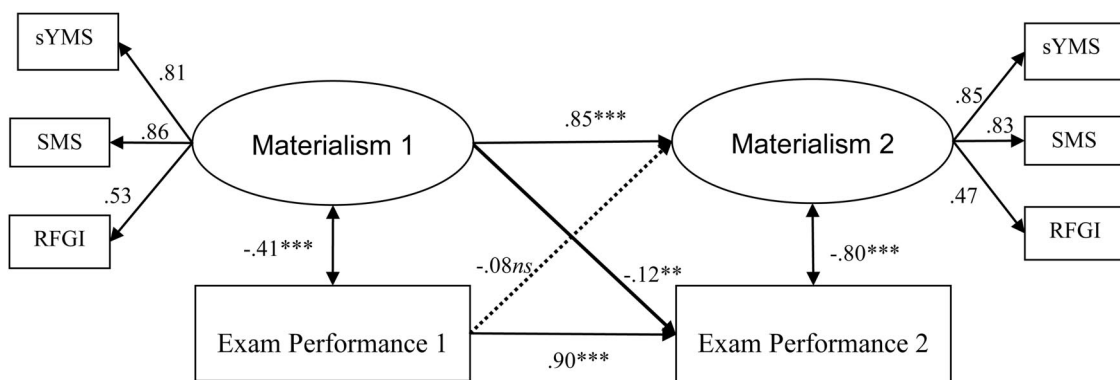 sYMS
sYMS
.81
.85
.86
.85***
.83
SMS
Materialism 1
Materialism 2
SMS
.53
.47
RFGI
RFGI
-.41***
-.08ns
-.12**
-.80***
Exam Performance 1
Exam Performance 2
.90***